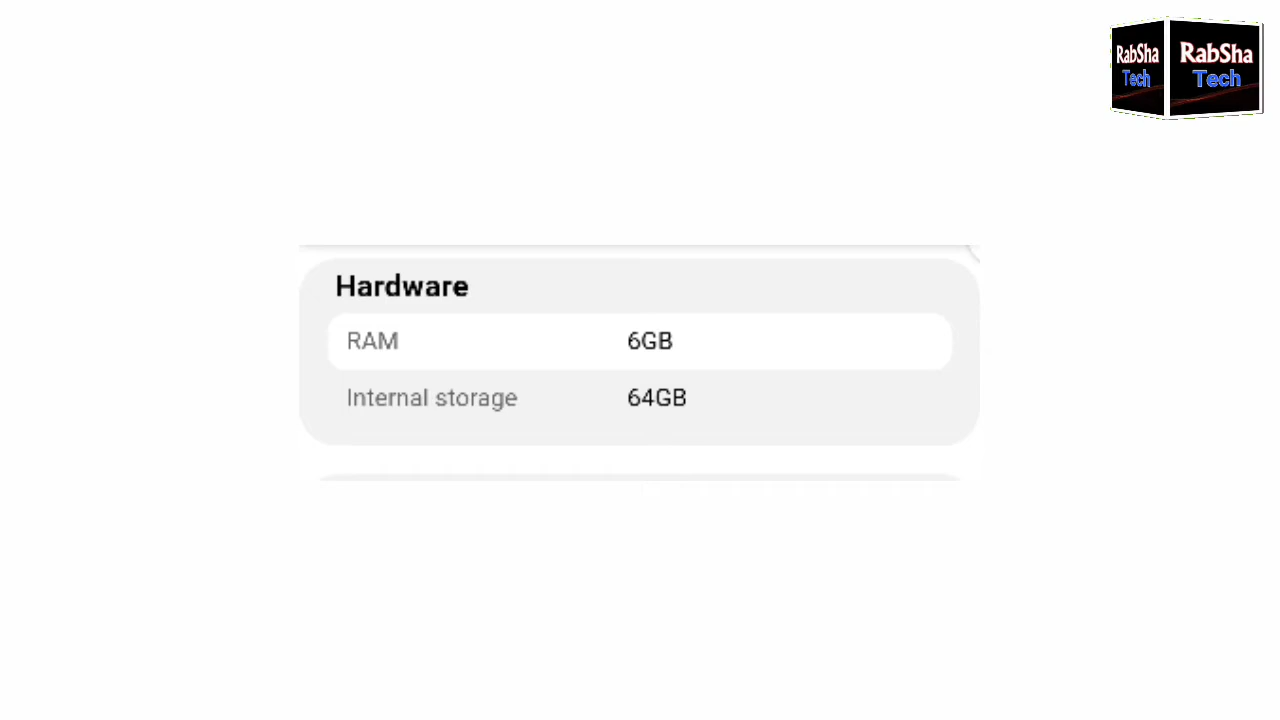 RabSha
Tech
RabSha
Tech
Hardware
RAM 6GB
Internal storage 64GB